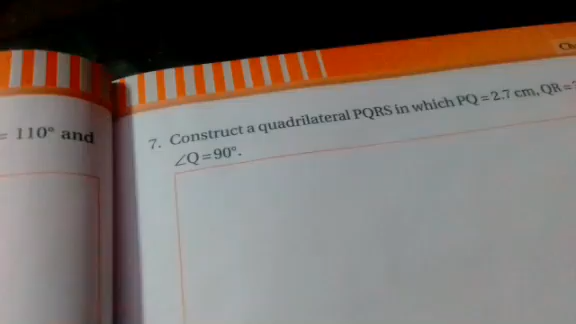 = 110° and
7. Construct a quadrilateral PQRS in which PQ = 2.7 cm, QR =
∠Q = 90°.